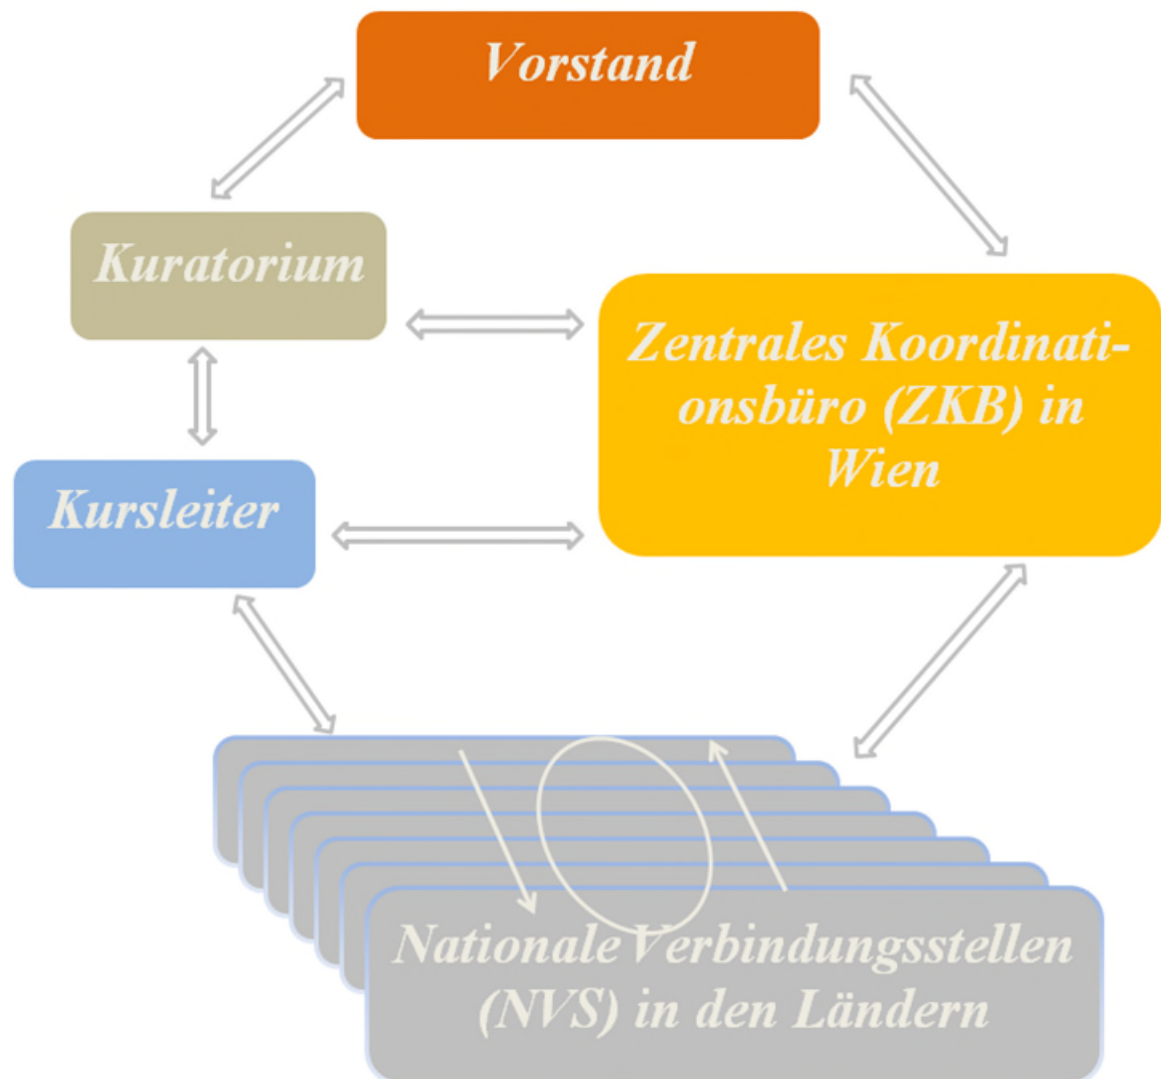 Vorstand
Kuratorium
Zentrales Koordinati-
onsbüro (ZKB) in
Wien
Kursleiter
Nationale Verbindungsstellen
(NVS) in den Ländern